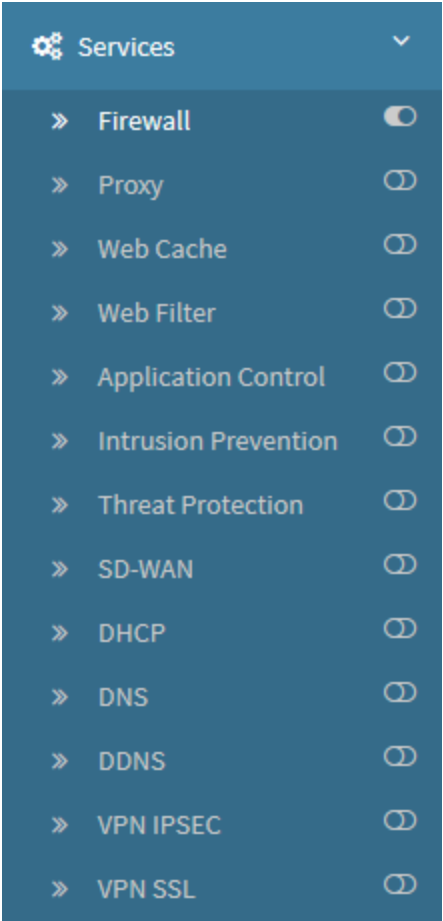 Services
Firewall
Proxy
Web Cache
Web Filter
Application Control
Intrusion Prevention
Threat Protection
SD-WAN
DHCP
DNS
DDNS
VPN IPSEC
VPN SSL